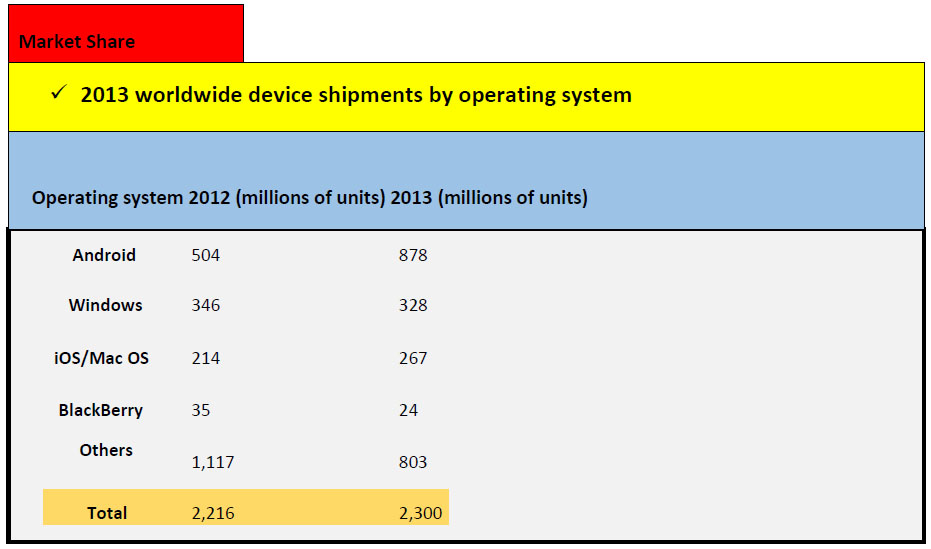 Market Share
✓ 2013 worldwide device shipments by operating system
Operating system 2012 (millions of units) 2013 (millions of units)
Android 504 878
Windows 346 328
iOS/Mac OS 214 267
BlackBerry 35 24
Others 1,117 803
Total 2,216 2,300